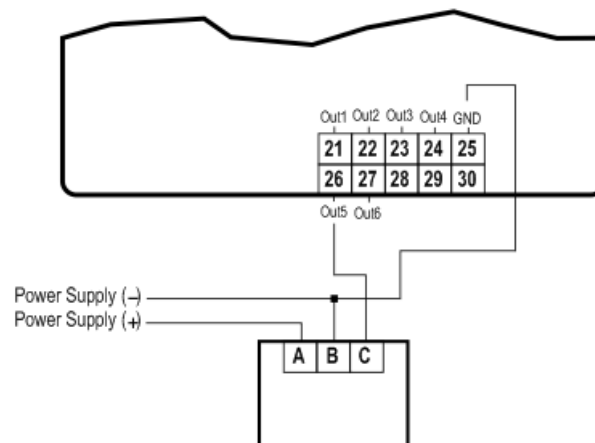 Out1 Out2 Out3 Out4 GND
21 22 23 24 25
26 27 28 29 30
Out5 Out6
Power Supply (–)
Power Supply (+)
A B C